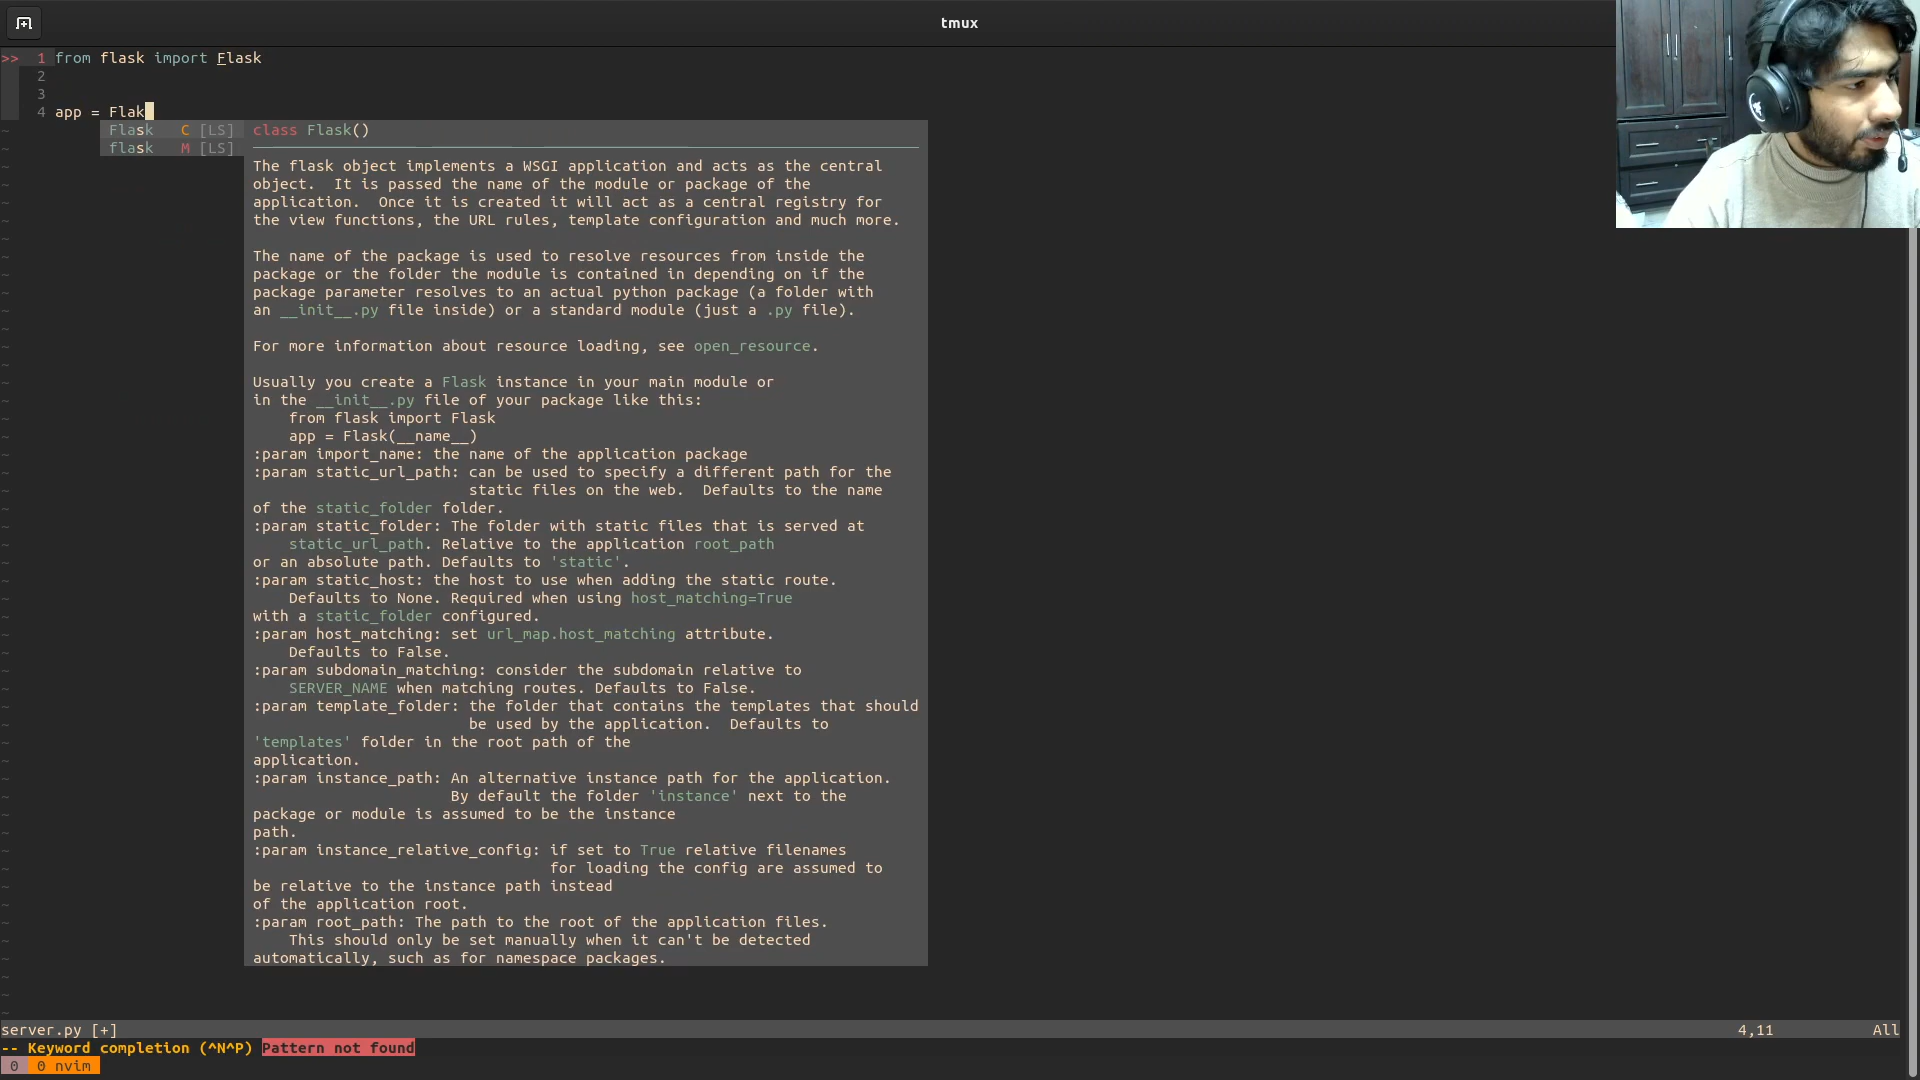 tmux
>> 1 from flask import Flask
2
3
4 app = Flak
Flask C [LS]
flask M [LS]
class Flask()
The flask object implements a WSGI application and acts as the central
object. It is passed the name of the module or package of the
application. Once it is created it will act as a central registry for
the view functions, the URL rules, template configuration and much more.
The name of the package is used to resolve resources from inside the
package or the folder the module is contained in depending on if the
package parameter resolves to an actual python package (a folder with
an __init__.py file inside) or a standard module (just a .py file).
For more information about resource loading, see open_resource.
Usually you create a Flask instance in your main module or
in the __init__.py file of your package like this:
from flask import Flask
app = Flask(__name__)
:param import_name: the name of the application package
:param static_url_path: can be used to specify a different path for the
static files on the web. Defaults to the name
of the static_folder folder.
:param static_folder: The folder with static files that is served at
static_url_path. Relative to the application root_path
or an absolute path. Defaults to 'static'.
:param static_host: the host to use when adding the static route.
Defaults to None. Required when using host_matching=True
with a static_folder configured.
:param host_matching: set url_map.host_matching attribute.
Defaults to False.
:param subdomain_matching: consider the subdomain relative to
SERVER_NAME when matching routes. Defaults to False.
:param template_folder: the folder that contains the templates that should
be used by the application. Defaults to
'templates' folder in the root path of the
application.
:param instance_path: An alternative instance path for the application.
By default the folder 'instance' next to the
package or module is assumed to be the instance
path.
:param instance_relative_config: if set to True relative filenames
for loading the config are assumed to
be relative to the instance path instead
of the application root.
:param root_path: The path to the root of the application files.
This should only be set manually when it can't be detected
automatically, such as for namespace packages.
server.py [+] 4,11 All
-- Keyword completion (^N^P) Pattern not found
0 0 nvim